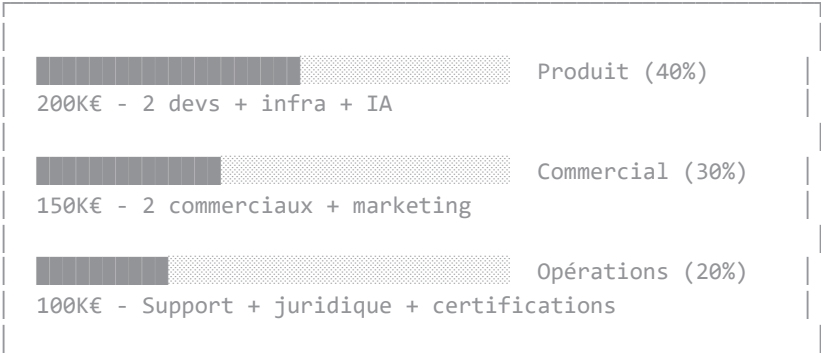 Produit (40%)
200K€ - 2 devs + infra + IA
Commercial (30%)
150K€ - 2 commerciaux + marketing
Opérations (20%)
100K€ - Support + juridique + certifications